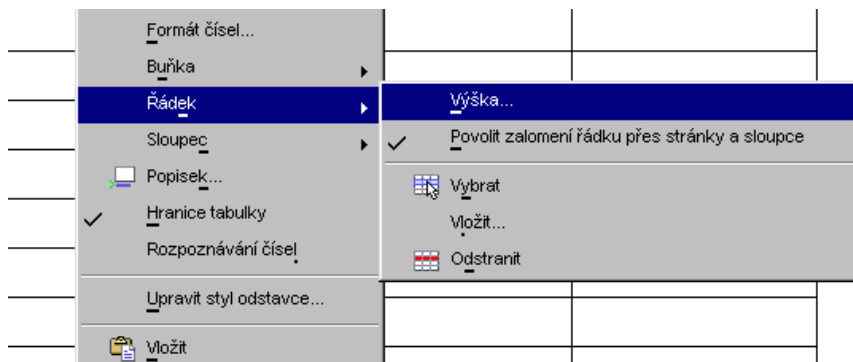 Formát čísel...
Buňka
Řádek
Sloupec
Popisek...
Hranice tabulky
Rozpoznávání čísel
Upravit styl odstavce...
Vložit
Výška...
Povolit zalomení řádku přes stránky a sloupce
Vybrat
Vložit...
Odstranit